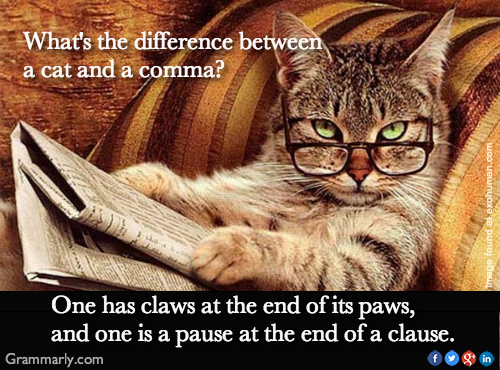 What's the difference between
a cat and a comma?
One has claws at the end of its paws,
and one is a pause at the end of a clause.
Grammarly.com